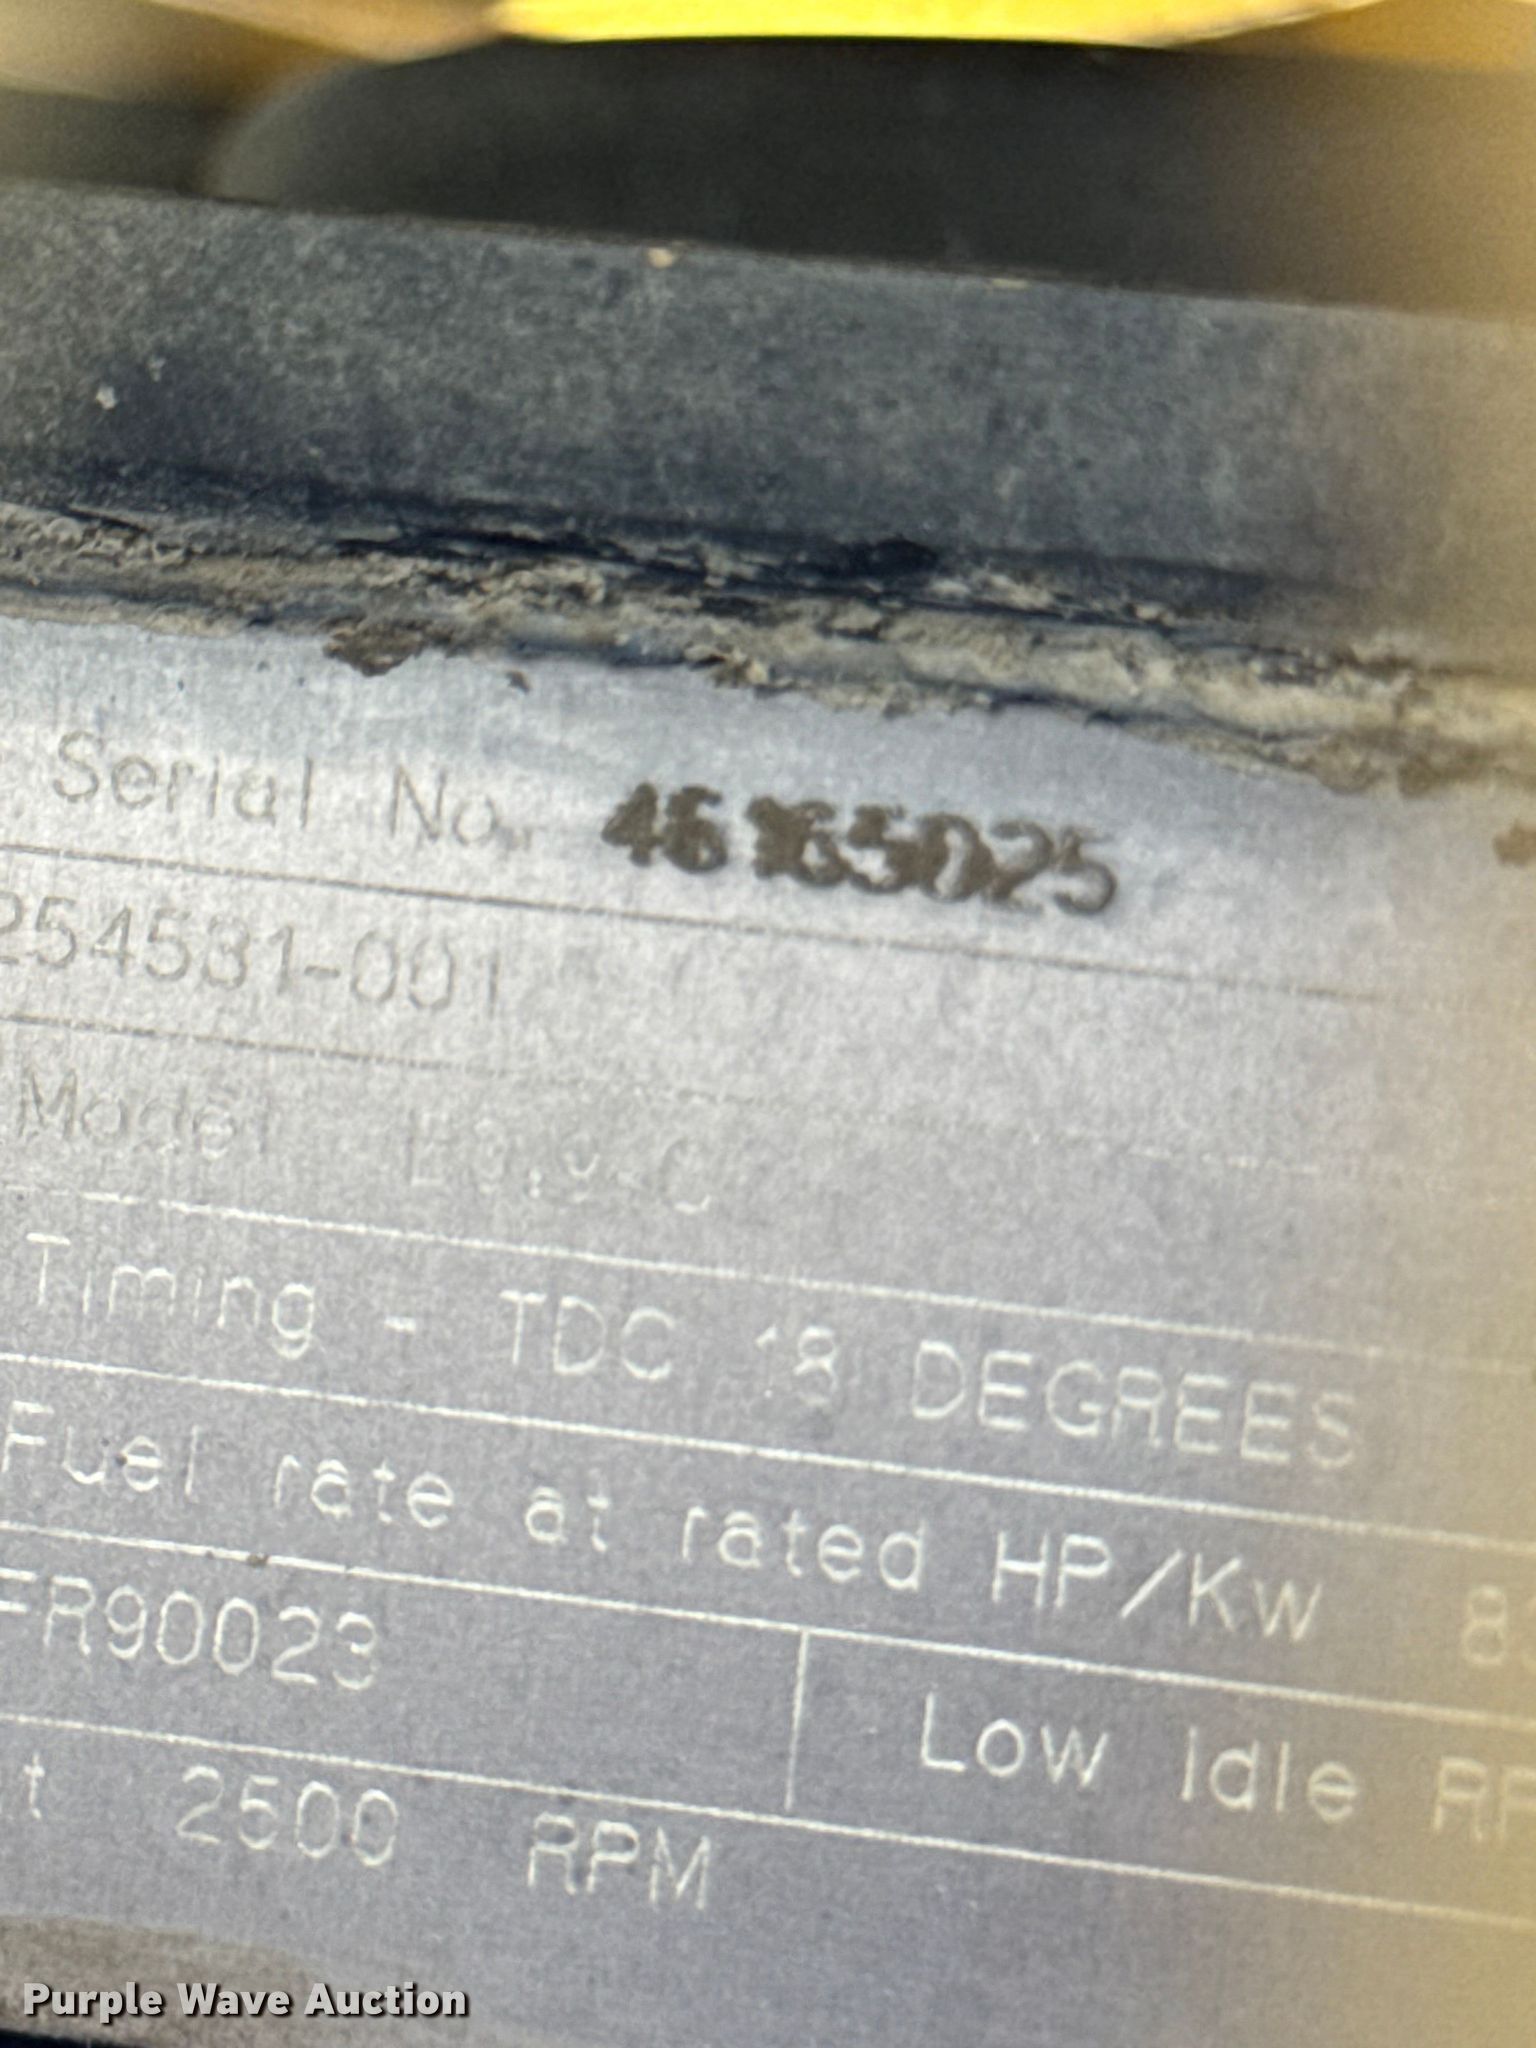 Serial No. 46165025
254531-001
Model
Timing - TDC 18 DEGREES
Fuel rate at rated HP/Kw
FR90023
Low Idle
2500 RPM
Purple Wave Auction